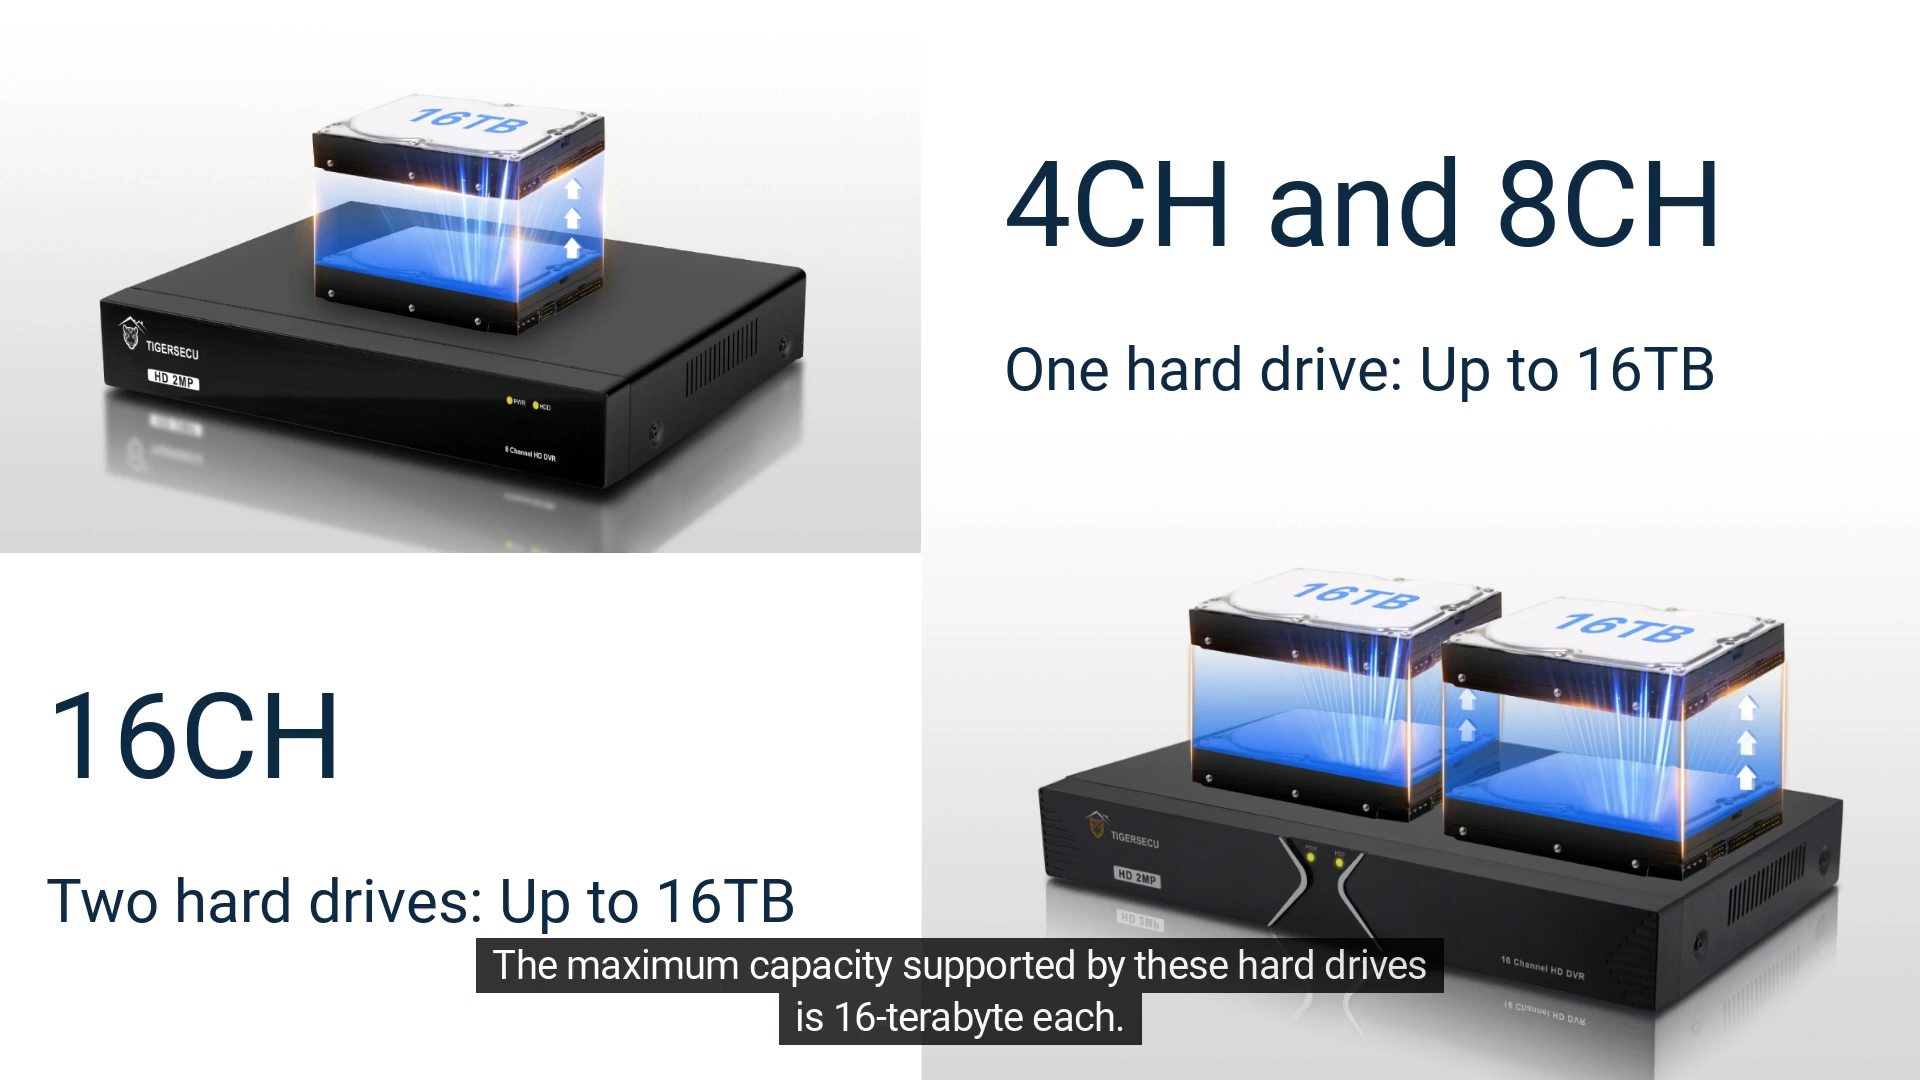 16TB
TIGERSECU
HD 2MP
PWR HDD
8 Channel HD DVR
4CH and 8CH
One hard drive: Up to 16TB
16CH
Two hard drives: Up to 16TB
16TB
16TB
TIGERSECU
HD 2MP
PWR HDD
16 Channel HD DVR
The maximum capacity supported by these hard drives
is 16-terabyte each.